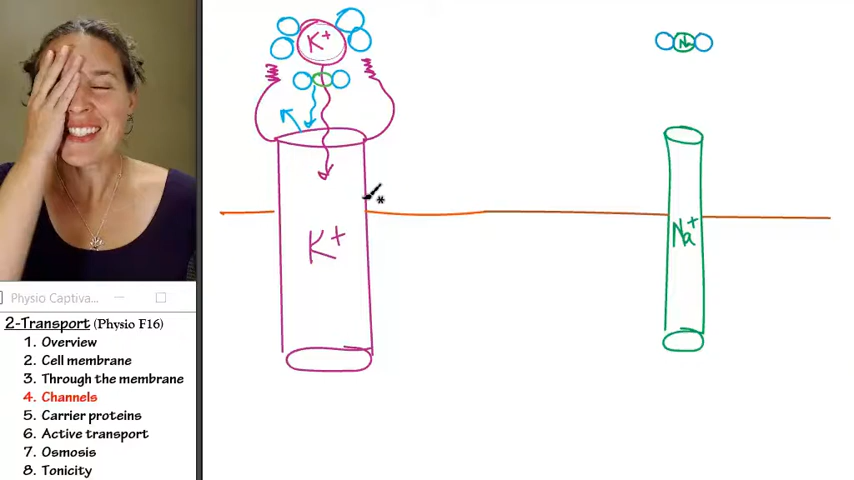 K+
Na
K+
Na+
*
Physio Captiva...
2-Transport (Physio F16)
1. Overview
2. Cell membrane
3. Through the membrane
4. Channels
5. Carrier proteins
6. Active transport
7. Osmosis
8. Tonicity